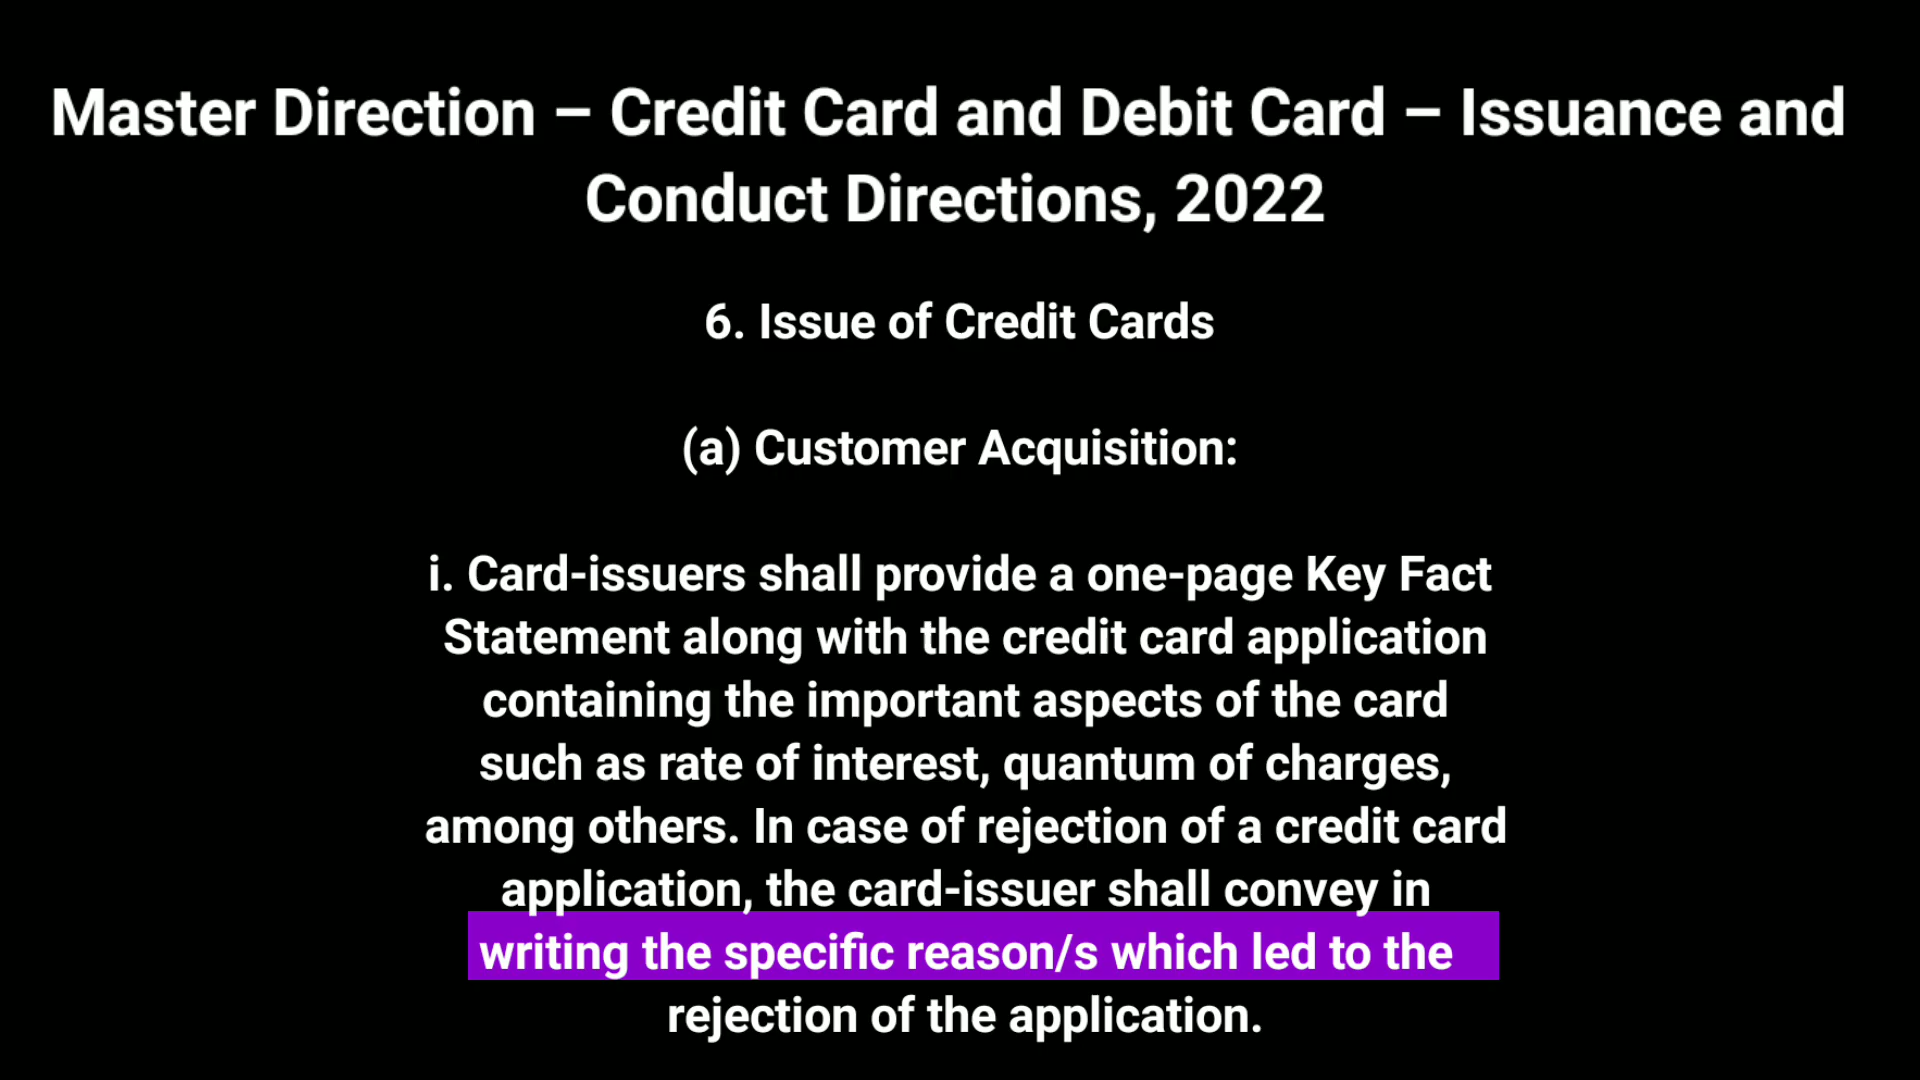 Master Direction – Credit Card and Debit Card – Issuance and
Conduct Directions, 2022
6. Issue of Credit Cards
(a) Customer Acquisition:
i. Card-issuers shall provide a one-page Key Fact
Statement along with the credit card application
containing the important aspects of the card
such as rate of interest, quantum of charges,
among others. In case of rejection of a credit card
application, the card-issuer shall convey in
writing the specific reason/s which led to the
rejection of the application.